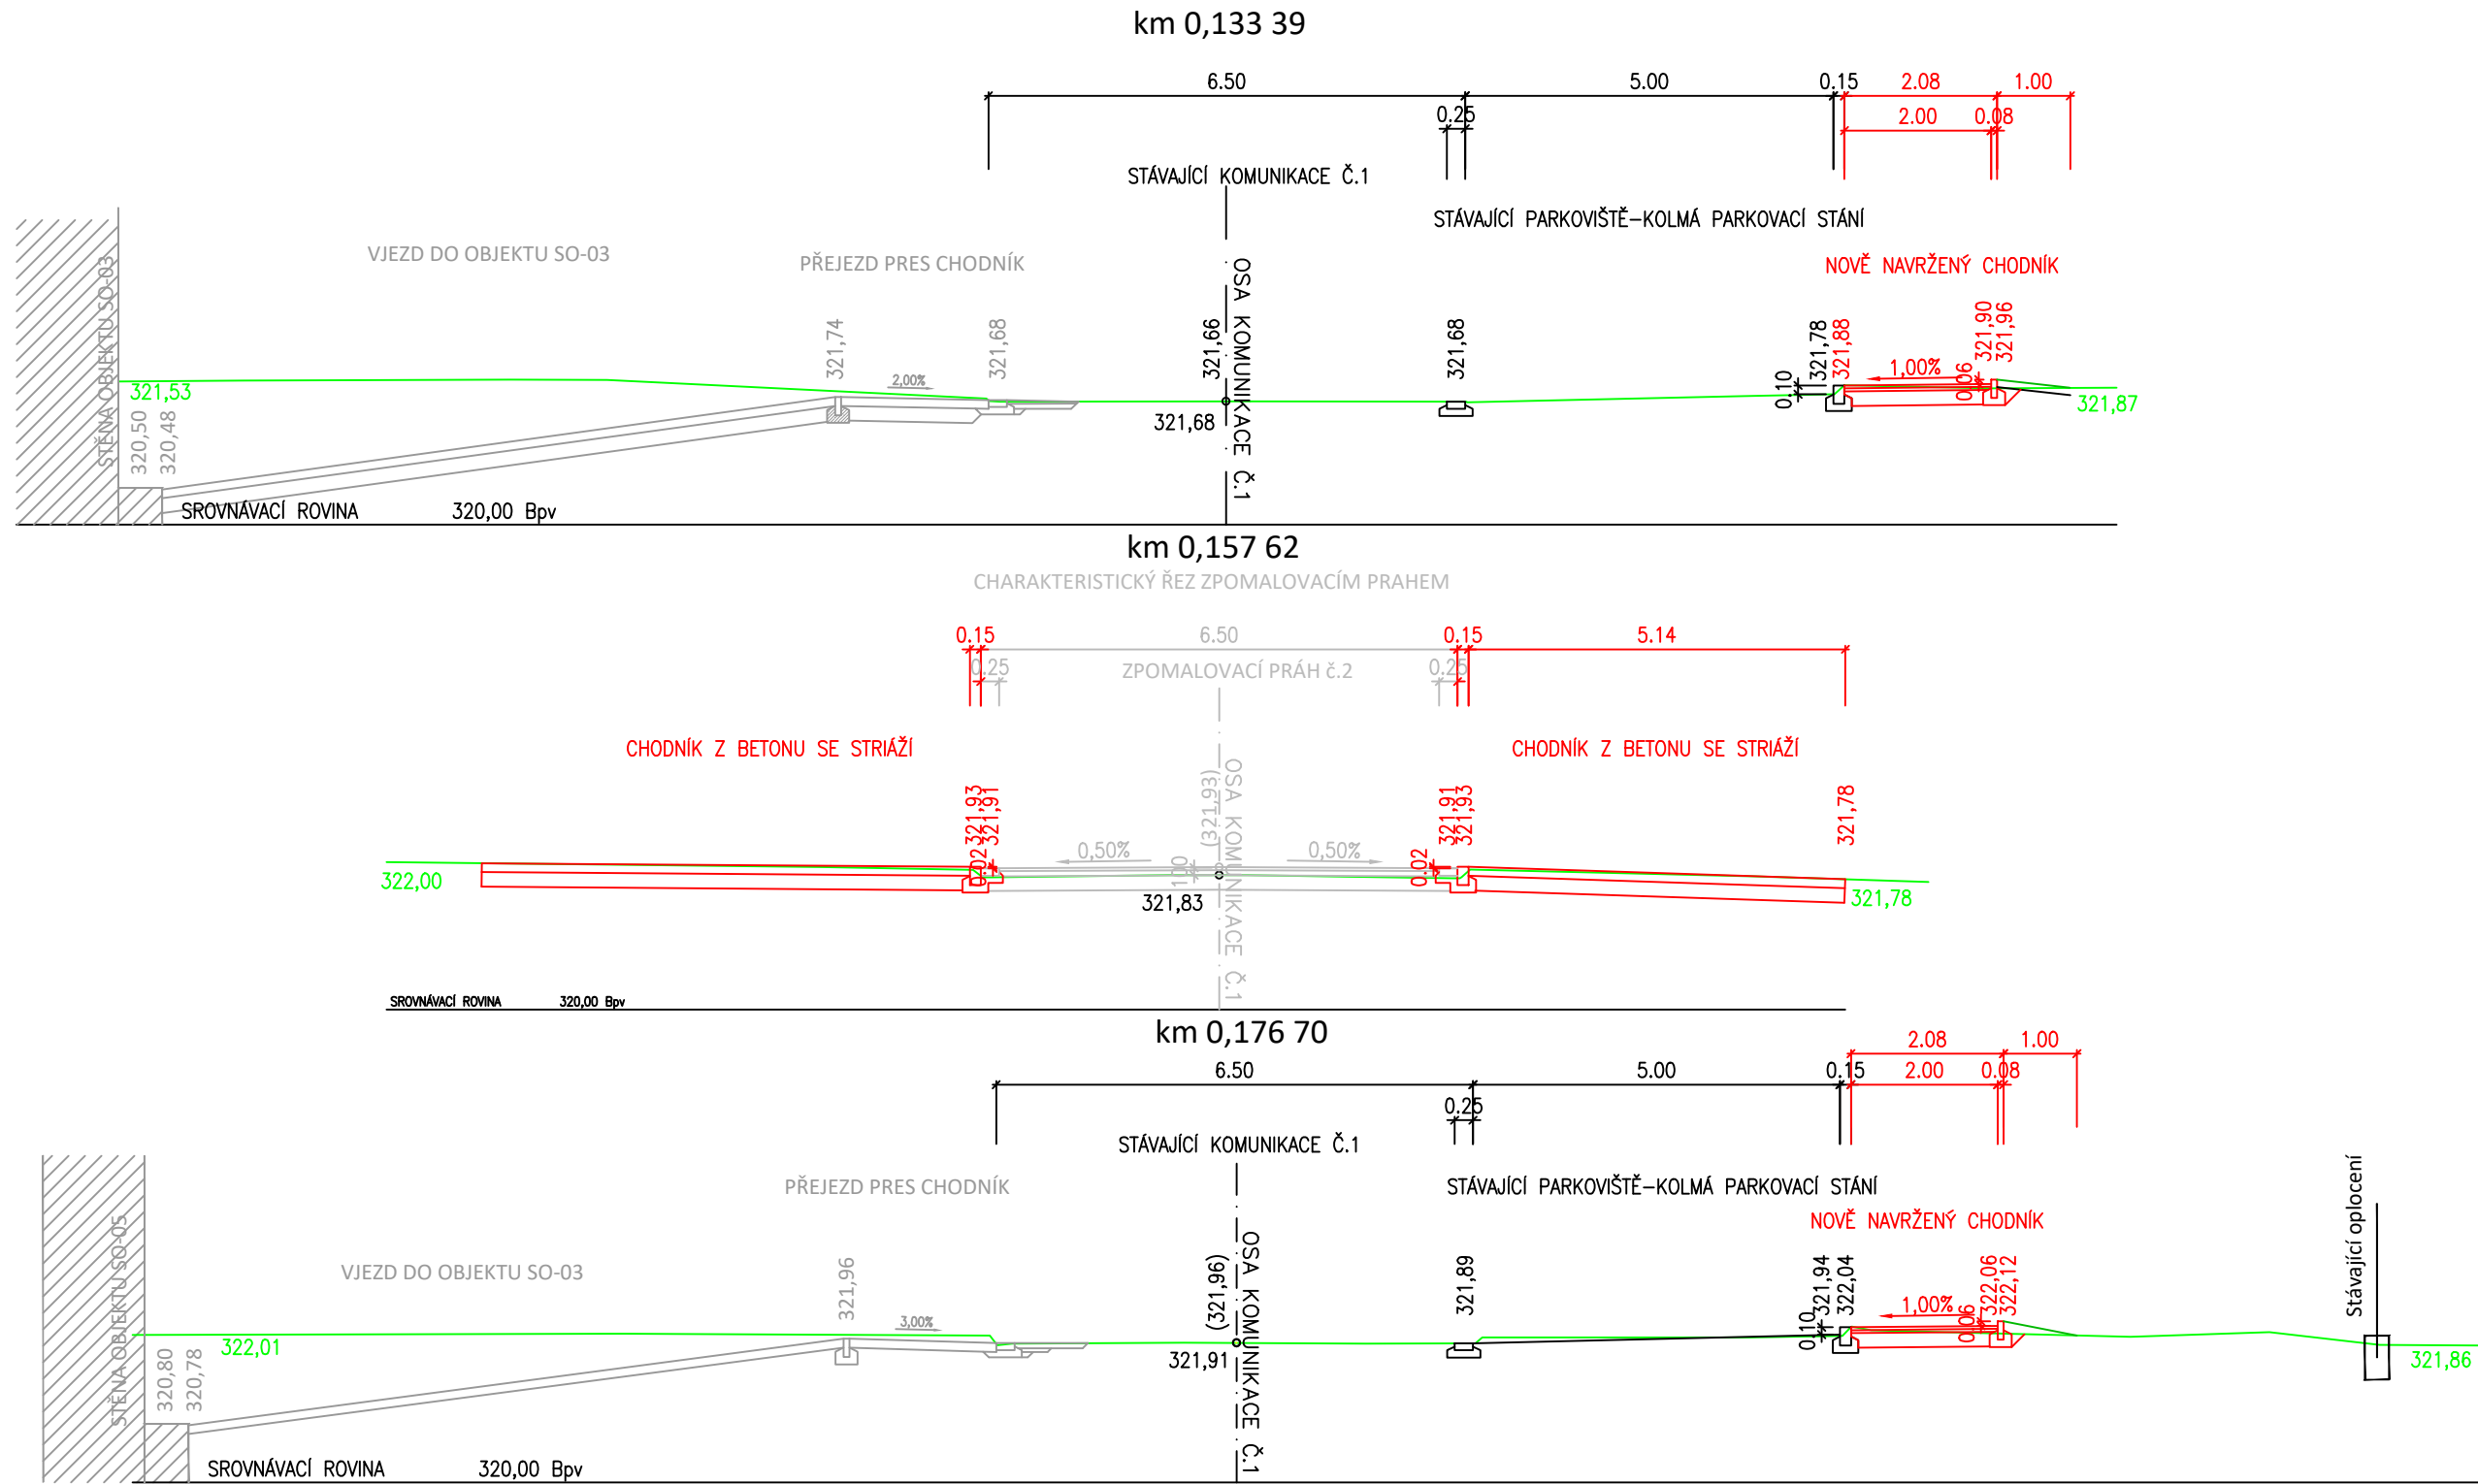 km 0,133 39
6.50
5.00
0.15
2.08
1.00
0.25
2.00
0.08
STÁVAJÍCÍ KOMUNIKACE Č.1
STÁVAJÍCÍ PARKOVIŠTĚ-KOLMÁ PARKOVACÍ STÁNÍ
VJEZD DO OBJEKTU SO-03
PŘEJEZD PRES CHODNÍK
NOVĚ NAVRŽENÝ CHODNÍK
STĚNA OBJEKTU SO-03
OSA KOMUNIKACE Č.1
321,74
321,68
321,66
321,68
321,78
321,88
321,90
321,96
321,53
2,00%
0.10
1,00%
0.06
321,87
321,68
320,50
320,48
SROVNÁVACÍ ROVINA 320,00 Bpv
km 0,157 62
CHARAKTERISTICKÝ ŘEZ ZPOMALOVACÍM PRAHEM
0.15
6.50
0.15
5.14
0.25
ZPOMALOVACÍ PRÁH č.2
0.25
CHODNÍK Z BETONU SE STRIÁŽÍ
CHODNÍK Z BETONU SE STRIÁŽÍ
OSA KOMUNIKACE Č.1
321,93
321,91
(321,93)
321,91
321,93
321,78
0,50%
0,50%
0.02
100
0.02
322,00
321,83
321,78
SROVNÁVACÍ ROVINA 320,00 Bpv
km 0,176 70
2.08
1.00
6.50
5.00
0.15
2.00
0.08
0.25
STÁVAJÍCÍ KOMUNIKACE Č.1
PŘEJEZD PRES CHODNÍK
STÁVAJÍCÍ PARKOVIŠTĚ-KOLMÁ PARKOVACÍ STÁNÍ
NOVĚ NAVRŽENÝ CHODNÍK
Stávající oplocení
STĚNA OBJEKTU SO-05
VJEZD DO OBJEKTU SO-03
OSA KOMUNIKACE Č.1
321,96
(321,96)
321,89
321,94
322,04
322,06
322,12
3,00%
0.10
1,00%
0.06
322,01
321,91
321,86
320,80
320,78
SROVNÁVACÍ ROVINA 320,00 Bpv